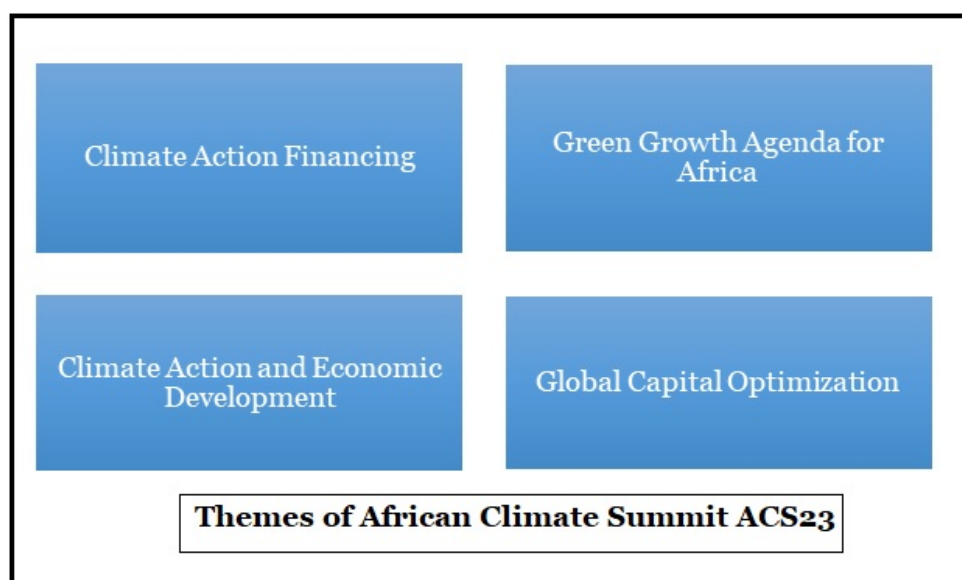 Climate Action Financing
Green Growth Agenda for
Africa
Climate Action and Economic
Development
Global Capital Optimization
Themes of African Climate Summit ACS23